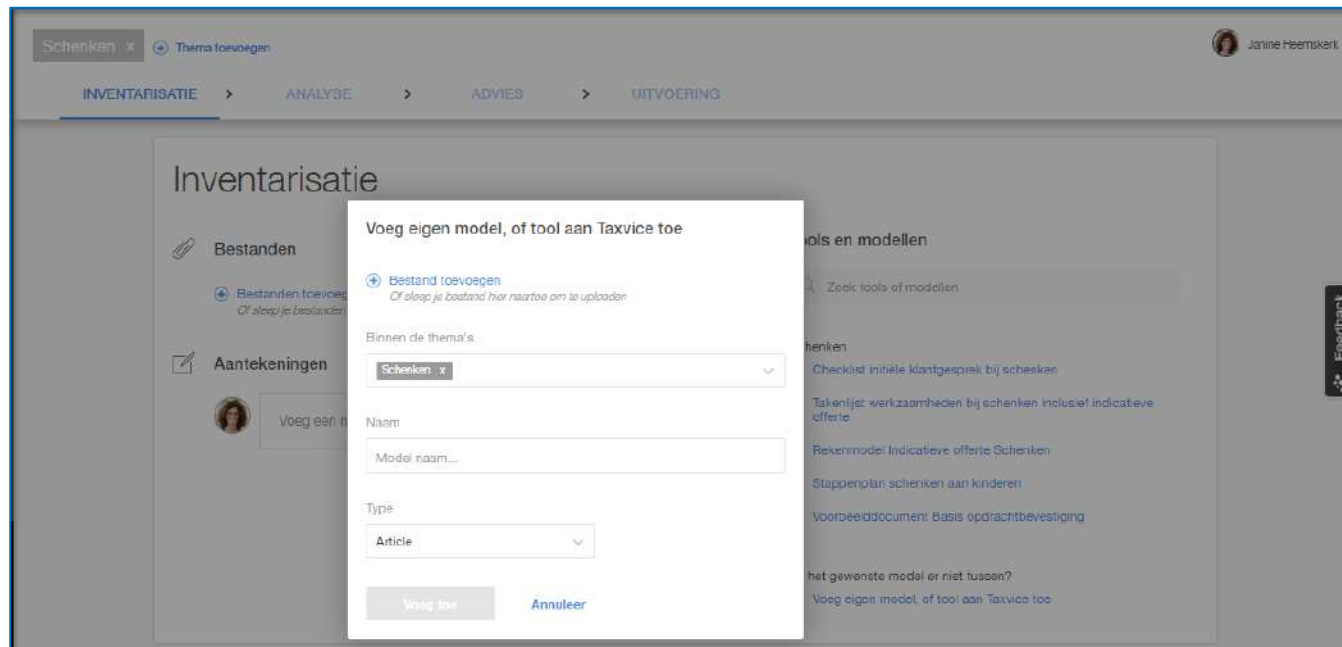 Schenken x
Thema toevoegen
Janine Heemskerk
INVENTARISATIE > ANALYSE > ADVIES > UITVOERING
Inventarisatie
Bestanden
Bestanden toevoeg
Of sleep je bestanden
Aantekeningen
Voeg een n
Voeg eigen model, of tool aan Taxvice toe
Bestand toevoegen
Of sleep je bestand hier naartoe om te uploaden
Binnen de thema's
Schenken x
Naam
Model naam...
Type
Article
Voeg toe
Annuleer
ols en modellen
Zoek tools of modellen
henken
Checklist initiële klantgesprek bij schenken
Takenlijst werkzaamheden bij schenken inclusief indicatieve
offerte
Rekenmodel Indicatieve offerte Schenken
Stappenplan schenken aan kinderen
Voorbeelddocument Basis opdrachtbevestiging
het gewenste model er niet tussen?
Voeg eigen model, of tool aan Taxvice toe
Feedback